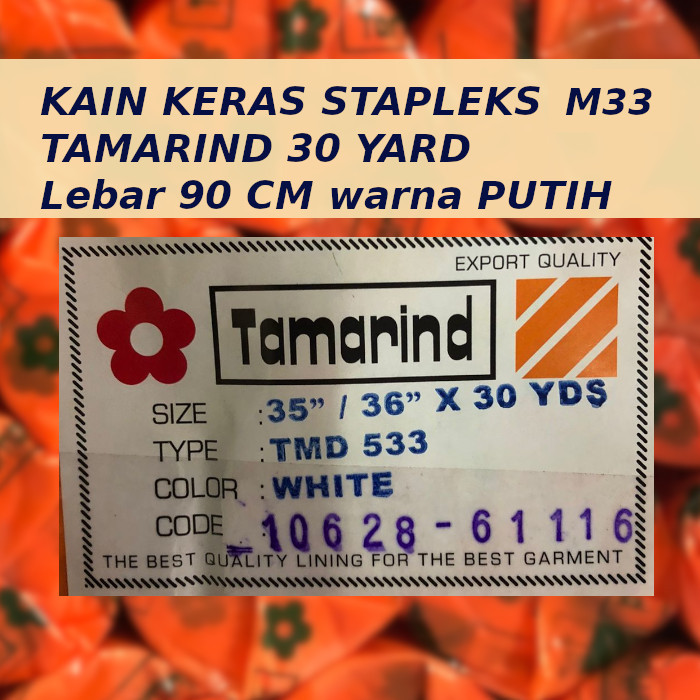 KAIN KERAS STAPLEKS M33
TAMARIND 30 YARD
Lebar 90 CM warna PUTIH
EXPORT QUALITY
Tamarind
SIZE : 35” / 36” X 30 YDS
TYPE : TMD 533
COLOR : WHITE
CODE : 10628-61116
THE BEST QUALITY LINING FOR THE BEST GARMENT